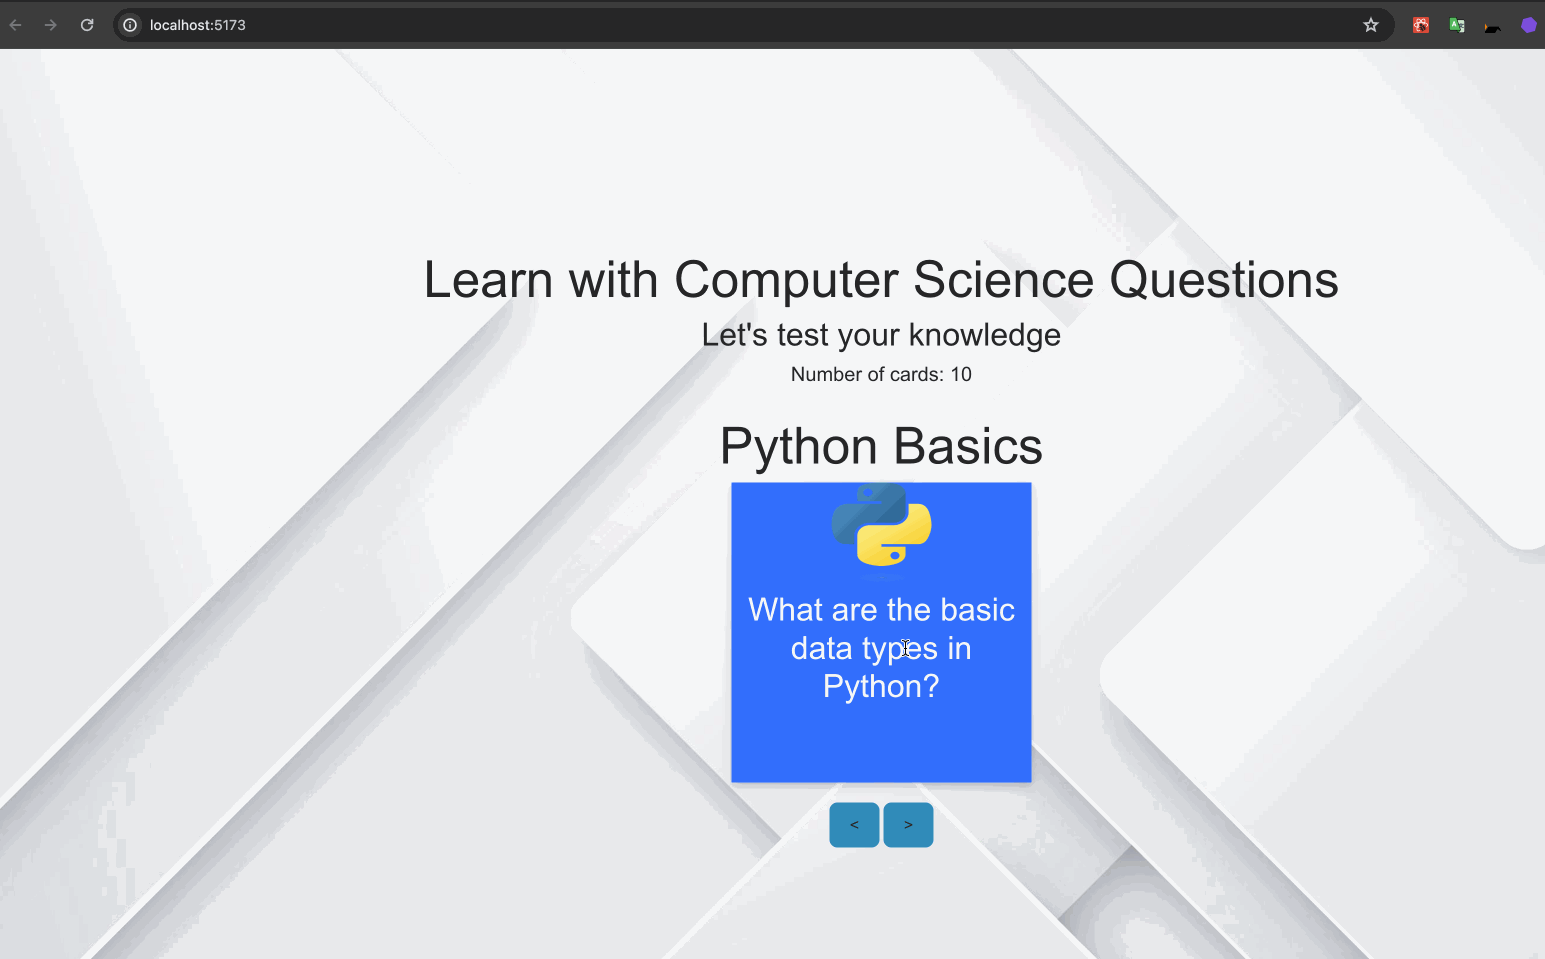 localhost:5173
Learn with Computer Science Questions
Let's test your knowledge
Number of cards: 10
Python Basics
What are the basic
data types in
Python?
< >